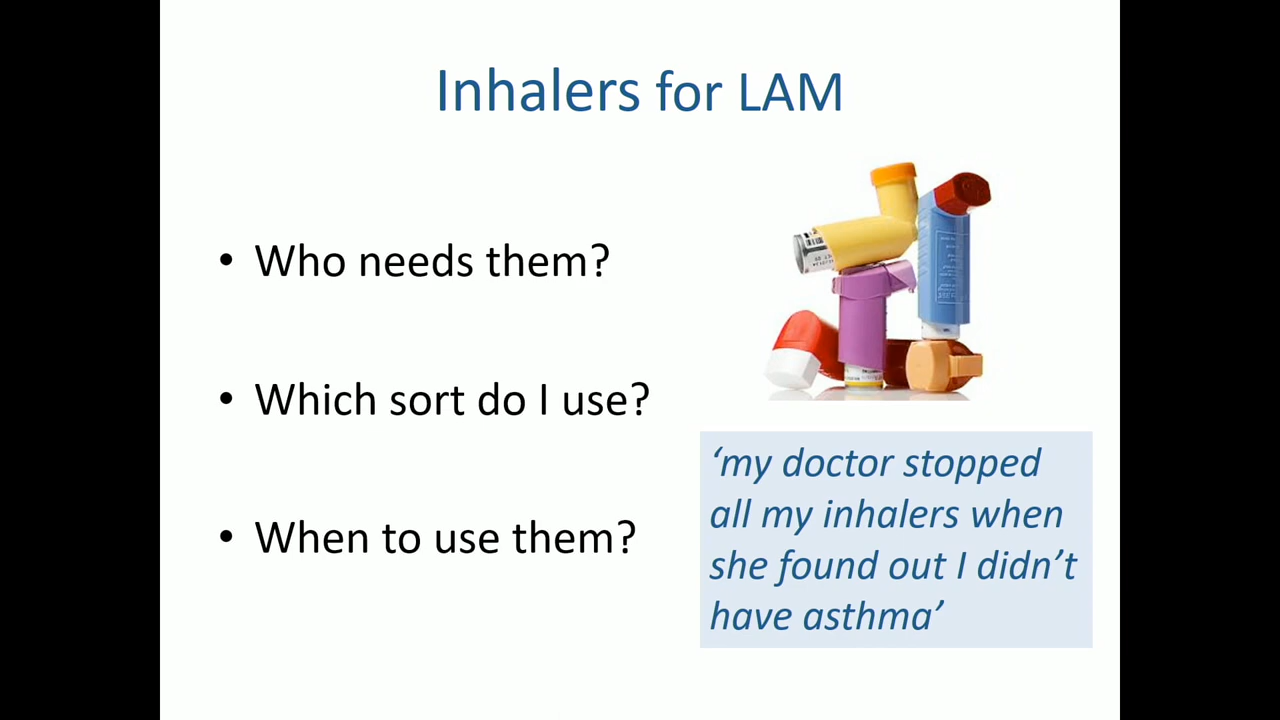 Inhalers for LAM
• Who needs them?
• Which sort do I use?
• When to use them?
‘my doctor stopped
all my inhalers when
she found out I didn’t
have asthma’